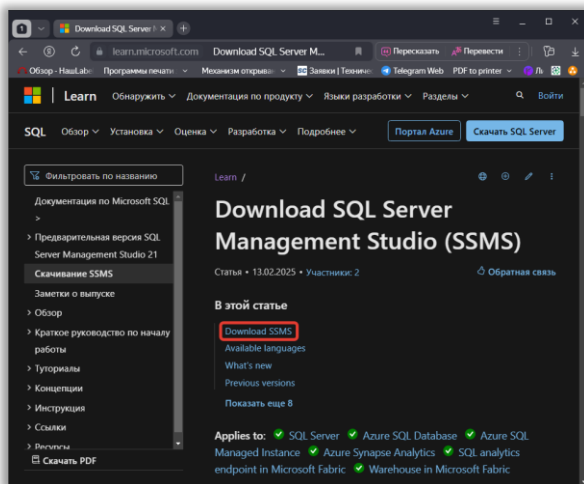 1
Download SQL Server
learn.microsoft.com
Download SQL Server M...
Пересказать
Перевести
Обзор - НашLab
Программы печати
Механизм открыван
Заявки | Техниче
Telegram Web
PDF to printer
Learn
Обнаружить
Документация по продукту
Языки разработки
Разделы
Войти
SQL
Обзор
Установка
Оценка
Разработка
Подробнее
Портал Azure
Скачать SQL Server
Фильтровать по названию
Документация по Microsoft SQL
>
> Предварительная версия SQL
Server Management Studio 21
Скачивание SSMS
Заметки о выпуске
> Обзор
> Краткое руководство по началу
работы
> Туториалы
> Концепции
> Инструкция
> Ссылки
> Ресурсы
Скачать PDF
Learn /
Download SQL Server
Management Studio (SSMS)
Статья • 13.02.2025 • Участники: 2
Обратная связь
В этой статье
Download SSMS
Available languages
What's new
Previous versions
Показать еще 8
Applies to: SQL Server Azure SQL Database Azure SQL
Managed Instance Azure Synapse Analytics SQL analytics
endpoint in Microsoft Fabric Warehouse in Microsoft Fabric